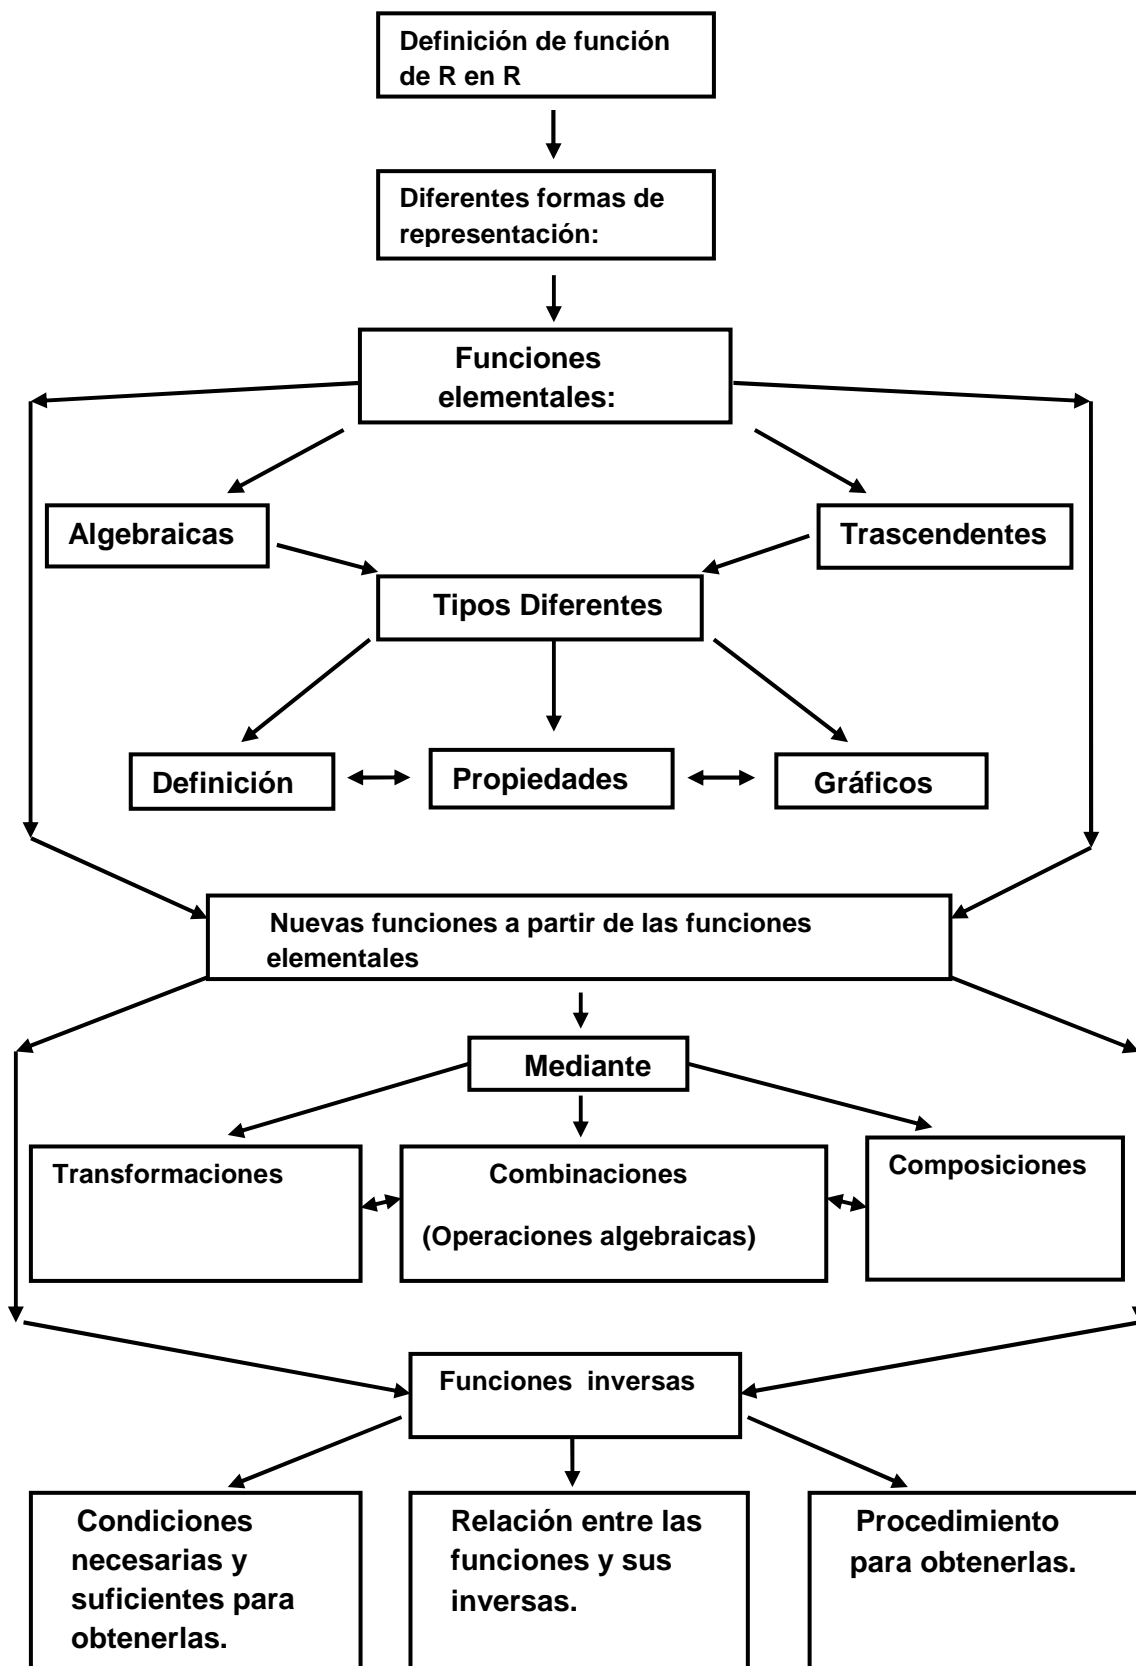 Definición de función
de R en R
Diferentes formas de
representación:
Funciones
elementales:
Algebraicas
Trascendentes
Tipos Diferentes
Definición
Propiedades
Gráficos
Nuevas funciones a partir de las funciones
elementales
Mediante
Transformaciones
Combinaciones
(Operaciones algebraicas)
Composiciones
Funciones inversas
Condiciones
necesarias y
suficientes para
obtenerlas.
Relación entre las
funciones y sus
inversas.
Procedimiento
para obtenerlas.